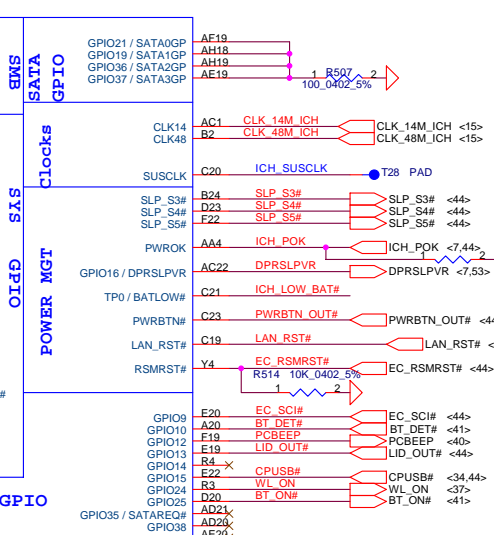 SMB
SATA
GPIO
GPIO21 / SATA0GP AF19
GPIO19 / SATA1GP AH18
GPIO36 / SATA2GP AH19
GPIO37 / SATA3GP AE19
1 R507 2
100_0402_5%
SYS
GPIO
Clocks
CLK14 AC1 CLK_14M_ICH CLK_14M_ICH <15>
CLK48 B2 CLK_48M_ICH CLK_48M_ICH <15>
SUSCLK C20 ICH_SUSCLK T28 PAD
POWER MGT
SLP_S3# B24 SLP_S3# SLP_S3# <44>
SLP_S4# D23 SLP_S4# SLP_S4# <44>
SLP_S5# F22 SLP_S5# SLP_S5# <44>
PWROK AA4 ICH_POK ICH_POK <7,44>
1 2
GPIO16 / DPRSLPVR AC22 DPRSLPVR DPRSLPVR <7,53>
TP0 / BATLOW# C21 ICH_LOW_BAT#
PWRBTN# C23 PWRBTN_OUT# PWRBTN_OUT# <44
LAN_RST# C19 LAN_RST# LAN_RST# <
RSMRST# Y4 EC_RSMRST# EC_RSMRST# <44>
R514 10K_0402_5%
1 2
#
GPIO9 E20 EC_SCI# EC_SCI# <44>
GPIO10 A20 BT_DET# BT_DET# <41>
GPIO12 F19 PCBEEP PCBEEP <40>
GPIO13 E19 LID_OUT# LID_OUT# <44>
GPIO14 R4
GPIO15 E22 CPUSB# CPUSB# <34,44>
GPIO24 R3 WL_ON WL_ON <37>
GPIO25 D20 BT_ON# BT_ON# <41>
GPIO
GPIO35 / SATAREQ# AD21
GPIO38 AD20
AE20